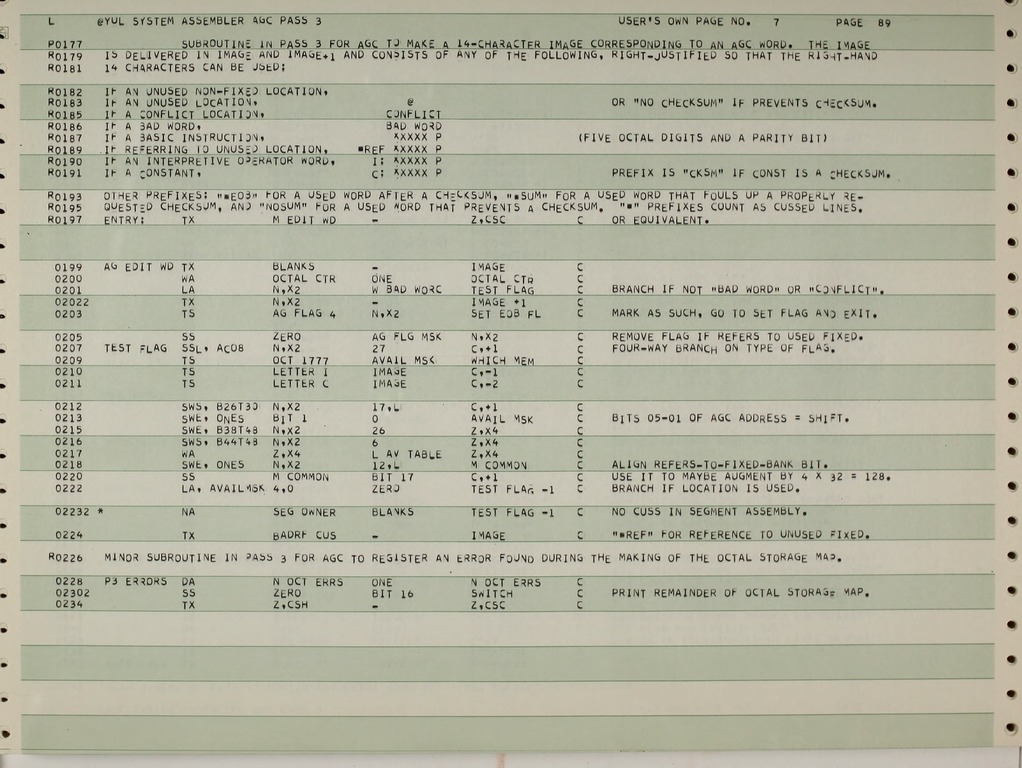 L @YUL SYSTEM ASSEMBLER AGC PASS 3 USER'S OWN PAGE NO. 7 PAGE 89
P0177 SUBROUTINE IN PASS 3 FOR AGC TO MAKE A 14-CHARACTER IMAGE CORRESPONDING TO AN AGC WORD. THE IMAGE
R0179 IS DELIVERED IN IMAGE AND IMAGE+1 AND CONSISTS OF ANY OF THE FOLLOWING, RIGHT-JUSTIFIED SO THAT THE RIGHT-HAND
R0181 14 CHARACTERS CAN BE USED:
R0182 IF AN UNUSED NON-FIXED LOCATION,
R0183 IF AN UNUSED LOCATION, @ OR "NO CHECKSUM" IF PREVENTS CHECKSUM.
R0185 IF A CONFLICT LOCATION, CONFLICT
R0186 IF A BAD WORD, BAD WORD
R0187 IF A BASIC INSTRUCTION, XXXXX P (FIVE OCTAL DIGITS AND A PARITY BIT)
R0189 IF REFERRING TO UNUSED LOCATION, ■REF XXXXX P
R0190 IF AN INTERPRETIVE OPERATOR WORD, I: XXXXX P
R0191 IF A CONSTANT, C: XXXXX P PREFIX IS "CKSM" IF CONST IS A CHECKSUM.
R0193 OTHER PREFIXES: "■EOB" FOR A USED WORD AFTER A CHECKSUM, "■SUM" FOR A USED WORD THAT FOULS UP A PROPERLY RE-
R0195 QUESTED CHECKSUM, AND "NOSUM" FOR A USED WORD THAT PREVENTS A CHECKSUM. "■" PREFIXES COUNT AS CUSSED LINES.
R0197 ENTRY: TX M EDIT WD - Z,CSC C OR EQUIVALENT.
0199 AG EDIT WD TX BLANKS - IMAGE C
0200 WA OCTAL CTR ONE OCTAL CTR C
0201 LA N,X2 W BAD WORC TEST FLAG C BRANCH IF NOT "BAD WORD" OR "CONFLICT".
02022 TX N,X2 - IMAGE +1 C
0203 TS AG FLAG 4 N,X2 SET EOB FL C MARK AS SUCH, GO TO SET FLAG AND EXIT.
0205 SS ZERO AG FLG MSK N,X2 C REMOVE FLAG IF REFERS TO USED FIXED.
0207 TEST FLAG SSL, AC08 N,X2 27 C,+1 C FOUR-WAY BRANCH ON TYPE OF FLAG.
0209 TS OCT 1777 AVAIL MSK WHICH MEM C
0210 TS LETTER I IMAGE C,-1 C
0211 TS LETTER C IMAGE C,-2 C
0212 SWS, B26T30 N,X2 17,L C,+1 C
0213 SWE, ONES BIT 1 0 AVAIL MSK C BITS 05-01 OF AGC ADDRESS = SHIFT.
0215 SWE, B38T48 N,X2 26 Z,X4 C
0216 SWS, B44T48 N,X2 6 Z,X4 C
0217 WA Z,X4 L AV TABLE Z,X4 C
0218 SWE, ONES N,X2 12,L M COMMON C ALIGN REFERS-TO-FIXED-BANK BIT.
0220 SS M COMMON BIT 17 C,+1 C USE IT TO MAYBE AUGMENT BY 4 X 32 = 128.
0222 LA, AVAILMSK 4,0 ZERO TEST FLAG -1 C BRANCH IF LOCATION IS USED.
02232 * NA SEG OWNER BLANKS TEST FLAG -1 C NO CUSS IN SEGMENT ASSEMBLY.
0224 TX BADRF CUS - IMAGE C "■REF" FOR REFERENCE TO UNUSED FIXED.
R0226 MINOR SUBROUTINE IN PASS 3 FOR AGC TO REGISTER AN ERROR FOUND DURING THE MAKING OF THE OCTAL STORAGE MAP.
0228 P3 ERRORS DA N OCT ERRS ONE N OCT ERRS C
02302 SS ZERO BIT 16 SWITCH C PRINT REMAINDER OF OCTAL STORAGE MAP.
0234 TX Z,CSH - Z,CSC C